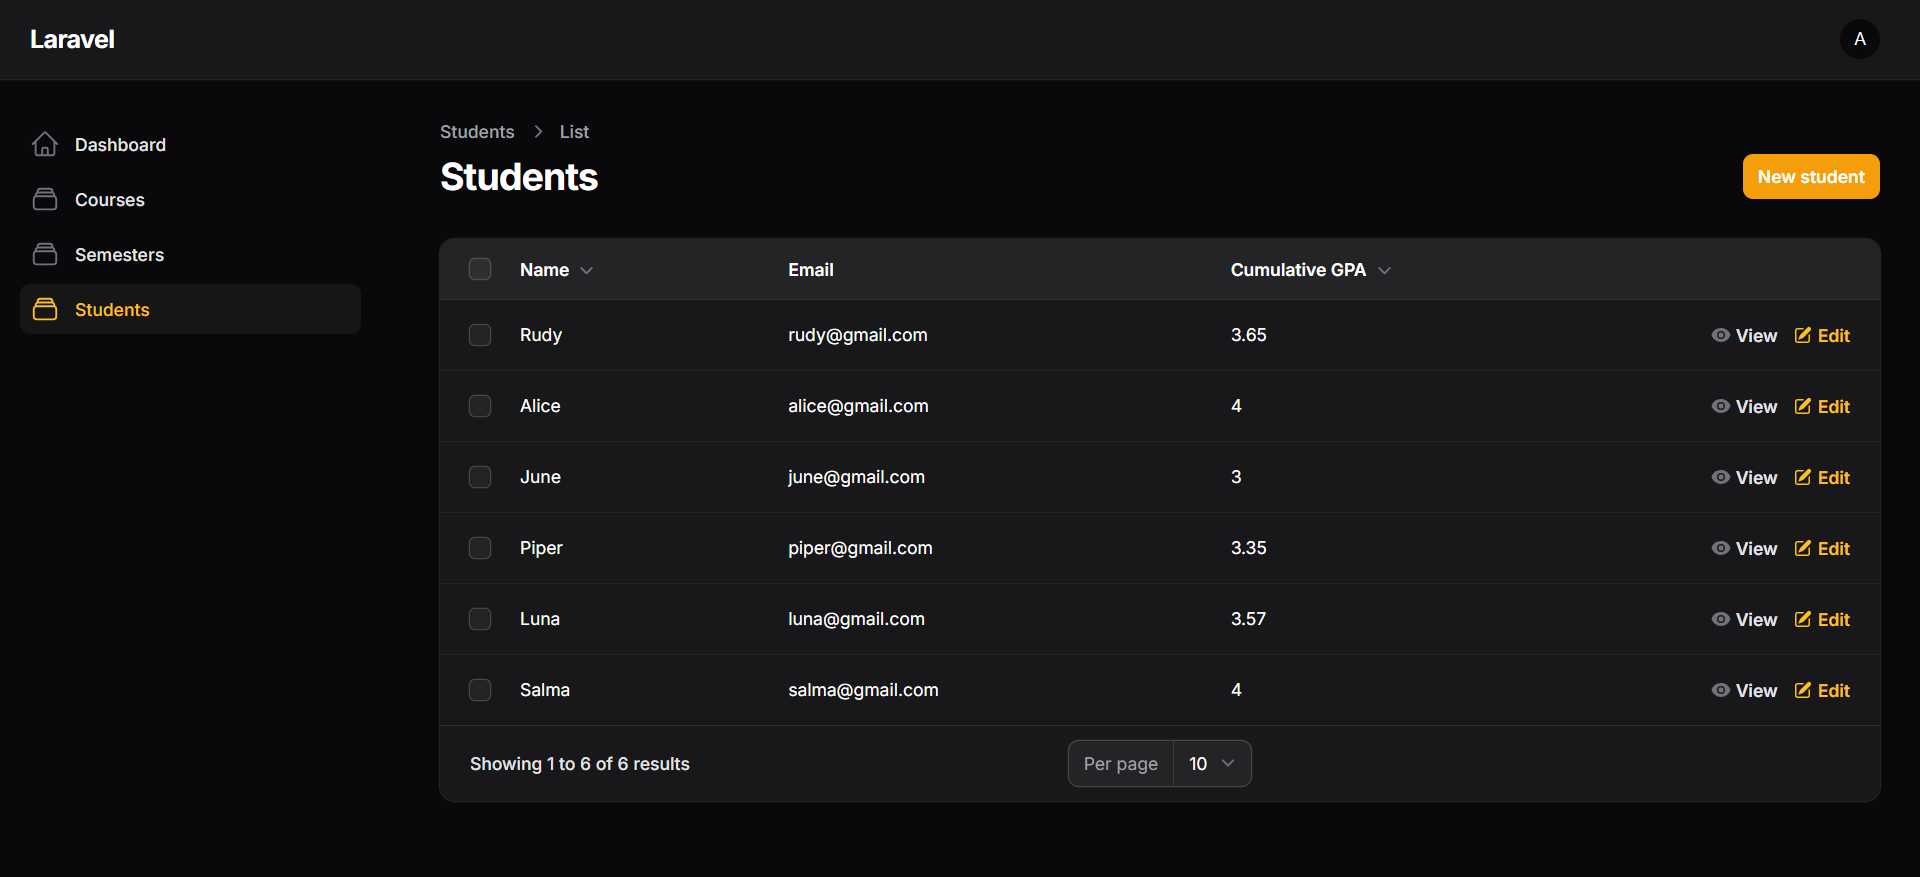 Laravel
A
Dashboard
Courses
Semesters
Students
Students > List
Students
New student
Name Email Cumulative GPA
Rudy rudy@gmail.com 3.65 View Edit
Alice alice@gmail.com 4 View Edit
June june@gmail.com 3 View Edit
Piper piper@gmail.com 3.35 View Edit
Luna luna@gmail.com 3.57 View Edit
Salma salma@gmail.com 4 View Edit
Showing 1 to 6 of 6 results Per page 10